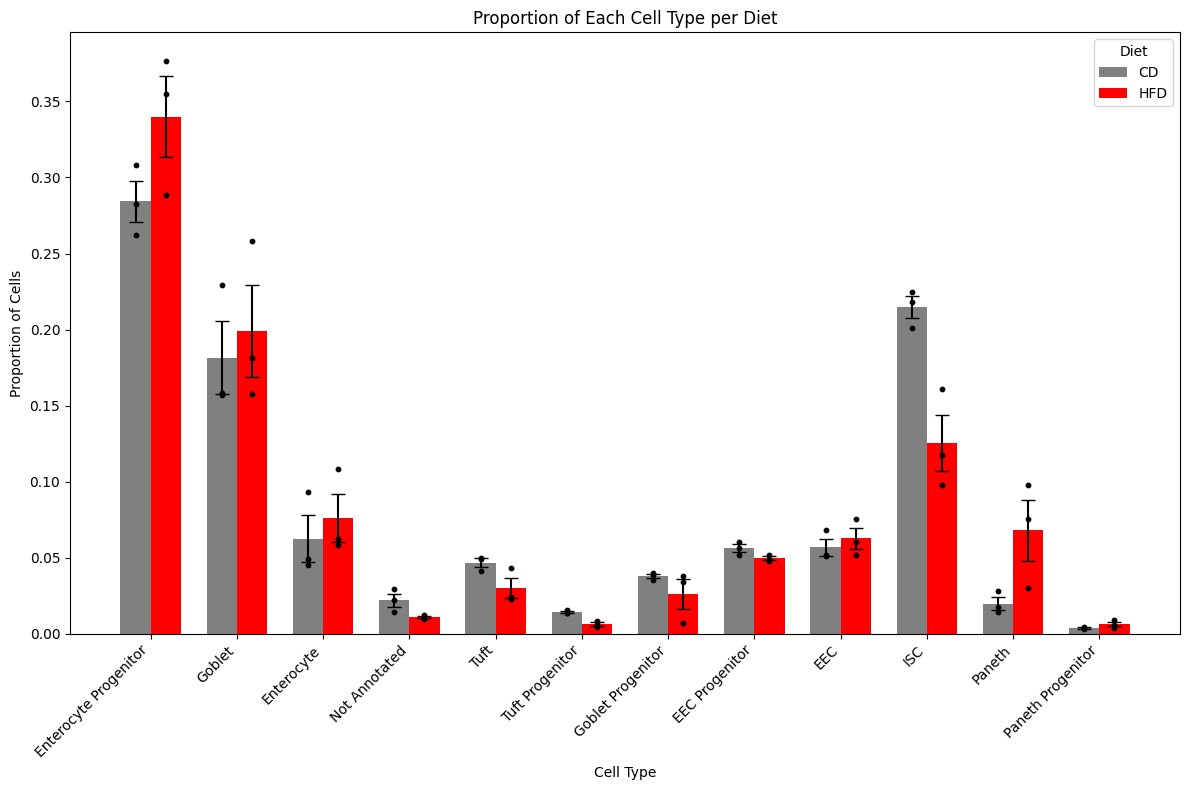 Proportion of Each Cell Type per Diet
Diet
CD
HFD
Proportion of Cells
0.35
0.30
0.25
0.20
0.15
0.10
0.05
0.00
Enterocyte Progenitor
Goblet
Enterocyte
Not Annotated
Tuft
Tuft Progenitor
Goblet Progenitor
EEC Progenitor
EEC
ISC
Paneth
Paneth Progenitor
Cell Type